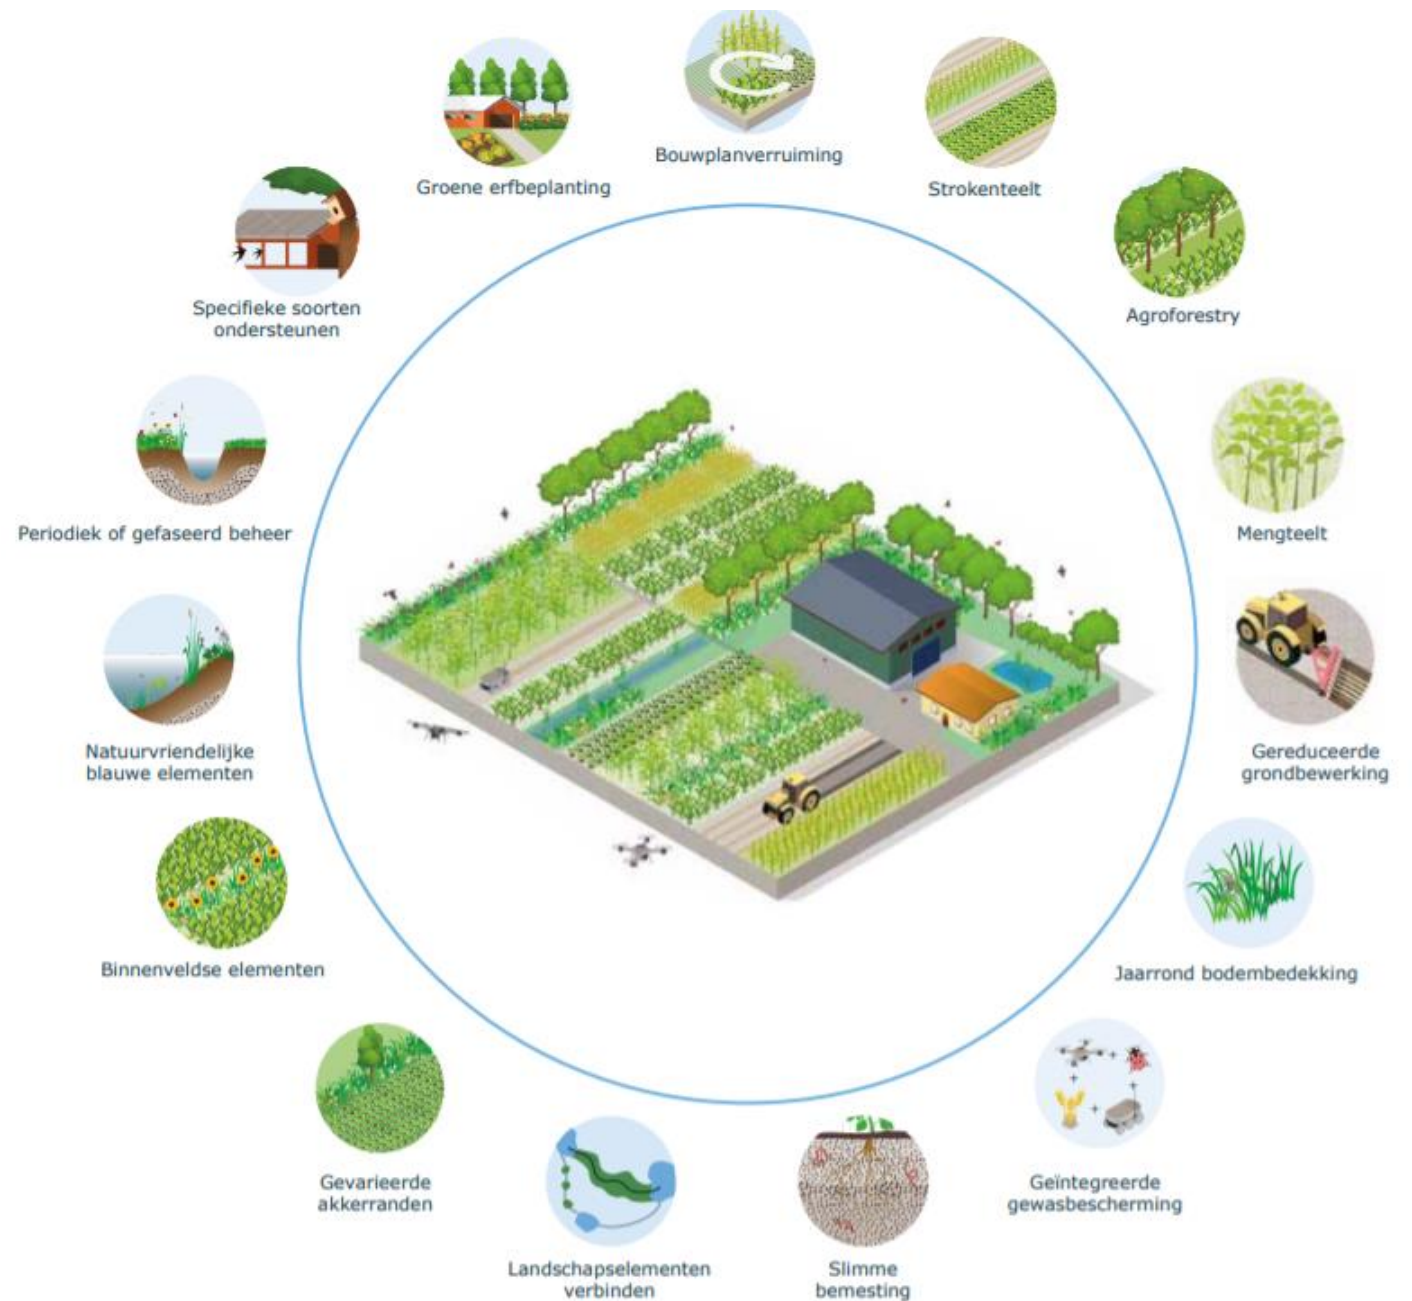 Bouwplanverruiming
Strokenteelt
Agroforestry
Mengteelt
Gereduceerde
grondbewerking
Jaarrond bodembedekking
Geïntegreerde
gewasbescherming
Slimme
bemesting
Landschapselementen
verbinden
Gevarieerde
akkerranden
Binnenveldse elementen
Natuurvriendelijke
blauwe elementen
Periodiek of gefaseerd beheer
Specifieke soorten
ondersteunen
Groene erfbeplanting